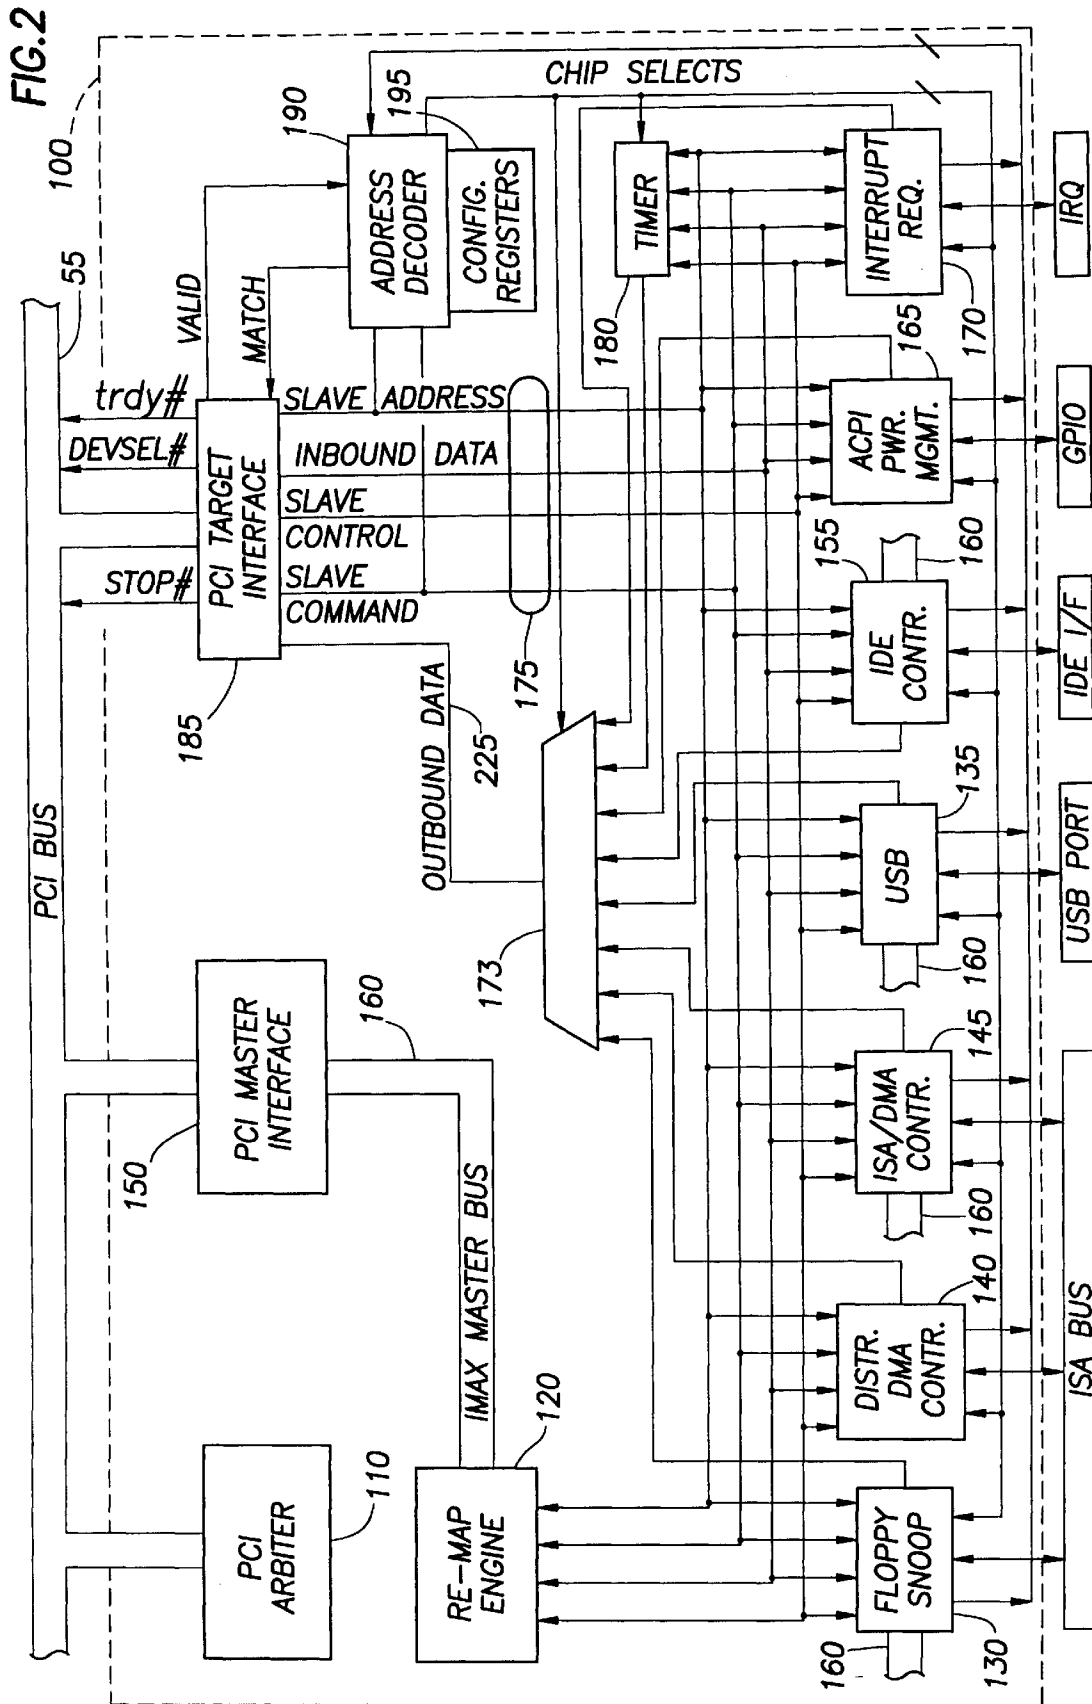 FIG.2
100
55
PCI BUS
trdy#
DEVSEL#
STOP#
VALID
MATCH
190
ADDRESS
DECODER
195
CONFIG.
REGISTERS
CHIP SELECTS
PCI TARGET
INTERFACE
185
SLAVE ADDRESS
INBOUND DATA
SLAVE
CONTROL
SLAVE
COMMAND
175
OUTBOUND DATA
225
PCI MASTER
INTERFACE
150
160
IMAX MASTER BUS
PCI
ARBITER
110
RE-MAP
ENGINE
120
173
TIMER
180
FLOPPY
SNOOP
130
160
DISTR.
DMA
CONTR.
140
ISA/DMA
CONTR.
145
160
USB
135
160
IDE
CONTR.
155
160
ACPI
PWR.
MGMT.
165
INTERRUPT
REQ.
170
ISA BUS
USB PORT
IDE I/F
GPIO
IRQ